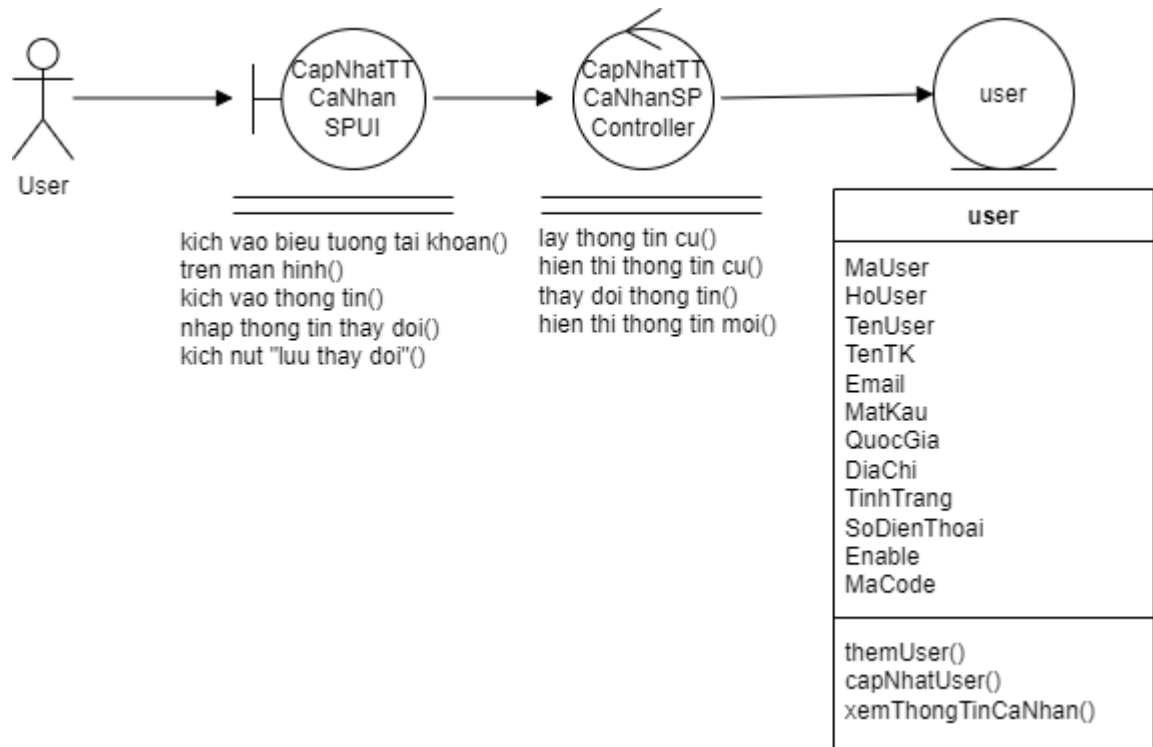 User
CapNhatTT
CaNhan
SPUI
CapNhatTT
CaNhanSP
Controller
user
kich vao bieu tuong tai khoan()
tren man hinh()
kich vao thong tin()
nhap thong tin thay doi()
kich nut "luu thay doi"()
lay thong tin cu()
hien thi thong tin cu()
thay doi thong tin()
hien thi thong tin moi()
user
MaUser
HoUser
TenUser
TenTK
Email
MatKau
QuocGia
DiaChi
TinhTrang
SoDienThoai
Enable
MaCode
themUser()
capNhatUser()
xemThongTinCaNhan()